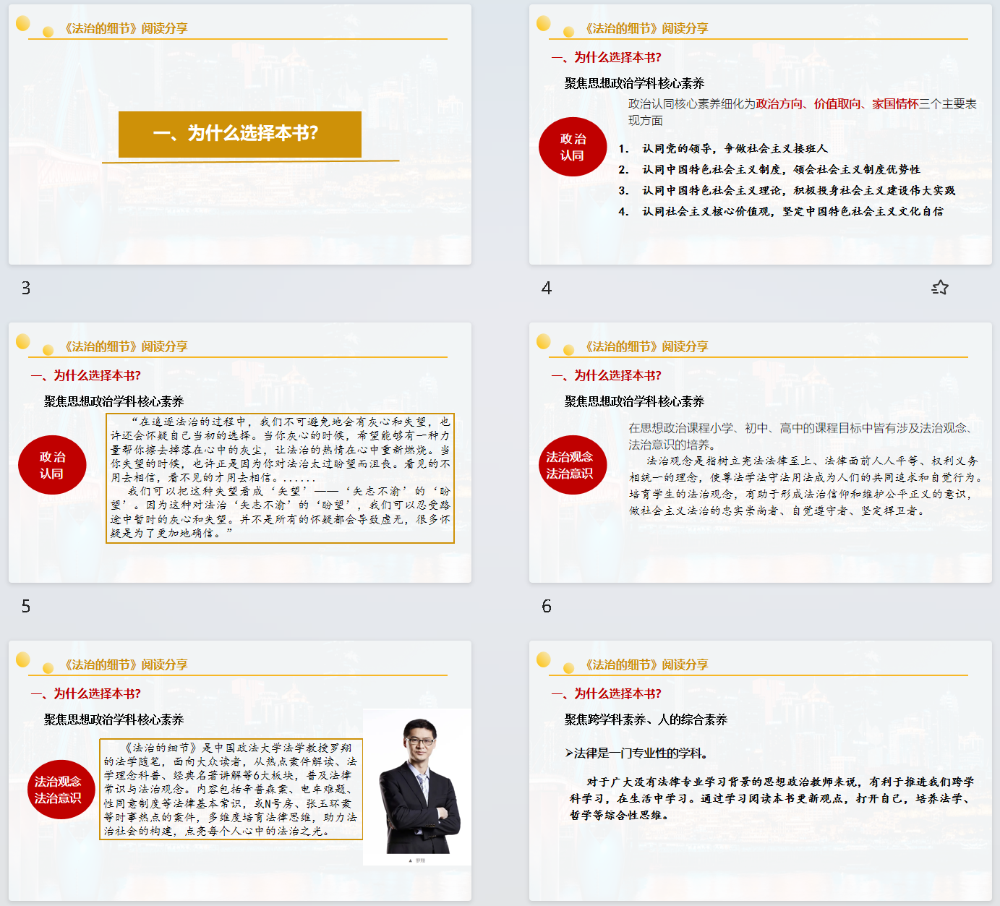 《法治的细节》阅读分享
一、为什么选择本书?
3
《法治的细节》阅读分享
一、为什么选择本书?
聚焦思想政治学科核心素养
政治认同核心素养细化为政治方向、价值取向、家国情怀三个主要表
现方面
政 治
认同
1. 认同党的领导，争做社会主义接班人
2. 认同中国特色社会主义制度，领会社会主义制度优势性
3. 认同中国特色社会主义理论，积极投身社会主义建设伟大实践
4. 认同社会主义核心价值观，坚定中国特色社会主义文化自信
4
《法治的细节》阅读分享
一、为什么选择本书?
聚焦思想政治学科核心素养
政 治
认同
“在追逐法治的过程中，我们不可避免地会有灰心和失望，也
许还会怀疑自己当初的选择。当你灰心的时候，希望能够有一种力
量帮你擦去掉落在心中的灰尘，让法治的热情在心中重新燃烧。当
你失望的时候，也许正是因为你对法治太过盼望而沮丧。看见的不
用去相信，看不见的才用去相信。......
我们可以把这种失望看成‘失望’——‘矢志不渝’的‘盼
望’。因为这种对法治‘矢志不渝’的‘盼望’，我们可以忍受路
途中暂时的灰心和失望。并不是所有的怀疑都会导致虚无，很多怀
疑是为了更加地确信。”
5
《法治的细节》阅读分享
一、为什么选择本书?
聚焦思想政治学科核心素养
法治观念
法治意识
在思想政治课程小学、初中、高中的课程目标中皆有涉及法治观念、
法治意识的培养。
法治观念是指树立宪法法律至上、法律面前人人平等、权利义务
相统一的理念，使尊法学法守法用法成为人们的共同追求和自觉行为。
培育学生的法治观念，有助于形成法治信仰和维护公平正义的意识，
做社会主义法治的忠实崇尚者、自觉遵守者、坚定捍卫者。
6
《法治的细节》阅读分享
一、为什么选择本书?
聚焦思想政治学科核心素养
法治观念
法治意识
《法治的细节》是中国政法大学法学教授罗翔
的法学随笔，面向大众读者，从热点案件解读、法
学理念科普、经典名著讲解等6大板块，普及法律
常识与法治观念。内容包括辛普森案、电车难题、
性同意制度等法律基本常识，或N号房、张玉环案
等时事热点的案件，多维度培育法律思维，助力法
治社会的构建，点亮每个人心中的法治之光。
▲ 罗翔
《法治的细节》阅读分享
一、为什么选择本书?
聚焦跨学科素养、人的综合素养
➢法律是一门专业性的学科。
对于广大没有法律专业学习背景的思想政治教师来说，有利于推进我们跨学
科学习，在生活中学习。通过学习阅读本书更新观点，打开自己，培养法学、
哲学等综合性思维。